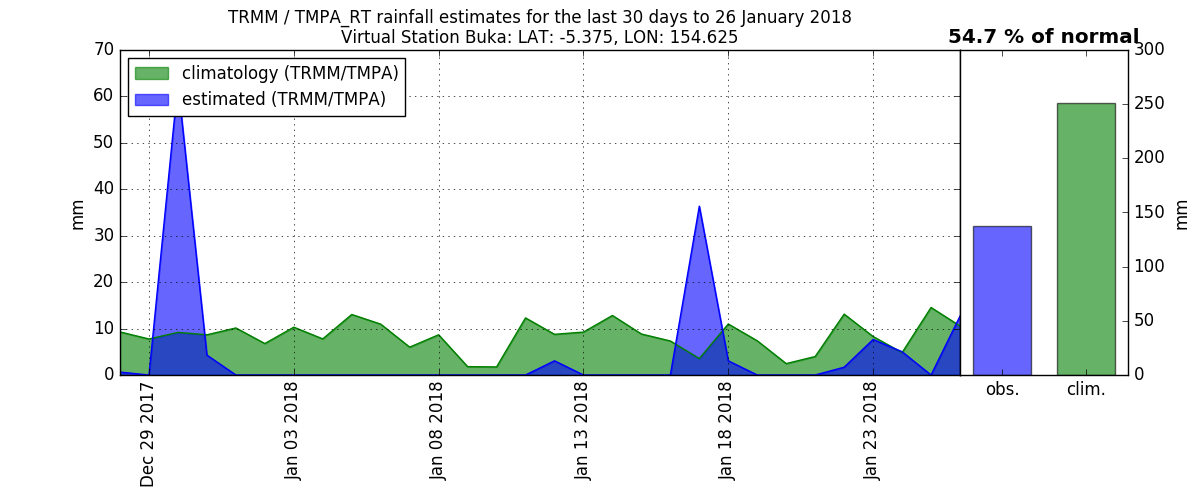 TRMM / TMPA_RT rainfall estimates for the last 30 days to 26 January 2018
Virtual Station Buka: LAT: -5.375, LON: 154.625
54.7 % of normal
climatology (TRMM/TMPA)
estimated (TRMM/TMPA)
70
60
50
40
30
20
10
0
mm
Dec 29 2017
Jan 03 2018
Jan 08 2018
Jan 13 2018
Jan 18 2018
Jan 23 2018
300
250
200
150
100
50
0
mm
obs.
clim.